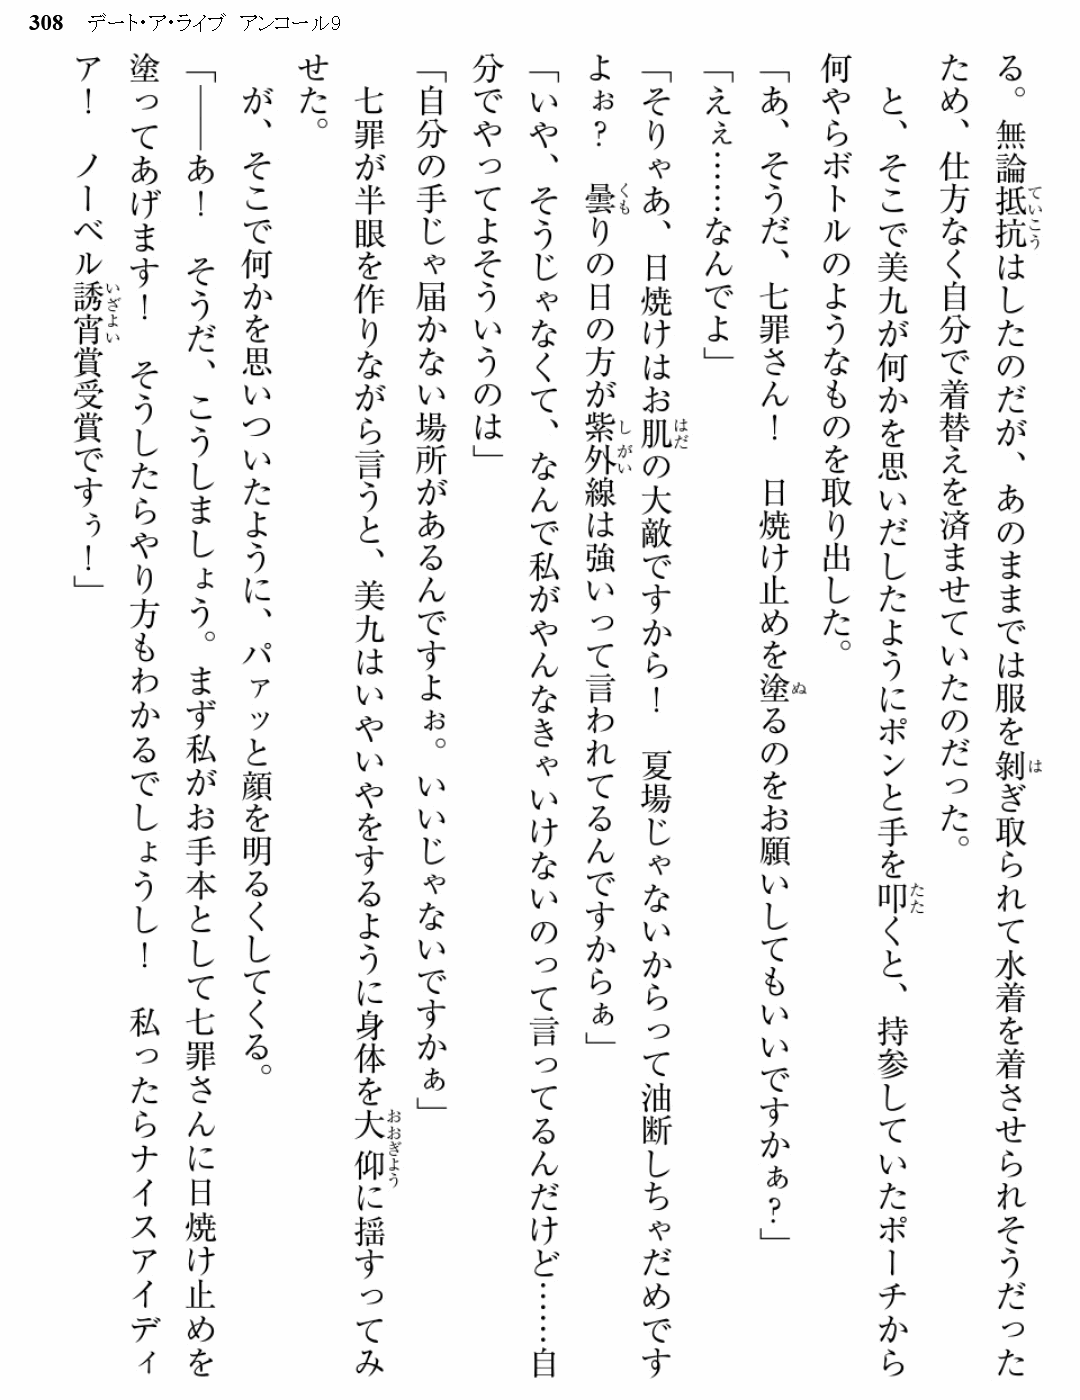 308 デート・ア・ライブ アンコール9
る。無論抵抗はしたのだが、あのままでは服を剝ぎ取られて水着を着させられそうだった
ため、仕方なく自分で着替えを済ませていたのだった。
　と、そこで美九が何かを思いだしたようにポンと手を叩くと、持参していたポーチから
何やらボトルのようなものを取り出した。
「あ、そうだ、七罪さん！　日焼け止めを塗るのをお願いしてもいいですかぁ？」
「えぇ……なんでよ」
「そりゃあ、日焼けはお肌の大敵ですから！　夏場じゃないからって油断しちゃだめです
よぉ？　曇りの日の方が紫外線は強いって言われてるんですからぁ」
「いや、そうじゃなくて、なんで私がやんなきゃいけないのって言ってるんだけど……自
分でやってよそういうのは」
「自分の手じゃ届かない場所があるんですよぉ。いいじゃないですかぁ」
　七罪が半眼を作りながら言うと、美九はいやいやをするように身体を大仰に揺すってみ
せた。
　が、そこで何かを思いついたように、パァッと顔を明るくしてくる。
「――あ！　そうだ、こうしましょう。まず私がお手本として七罪さんに日焼け止めを
塗ってあげます！　そうしたらやり方もわかるでしょうし！　私ったらナイスアイディ
ア！　ノーベル誘宵賞受賞ですぅ！」